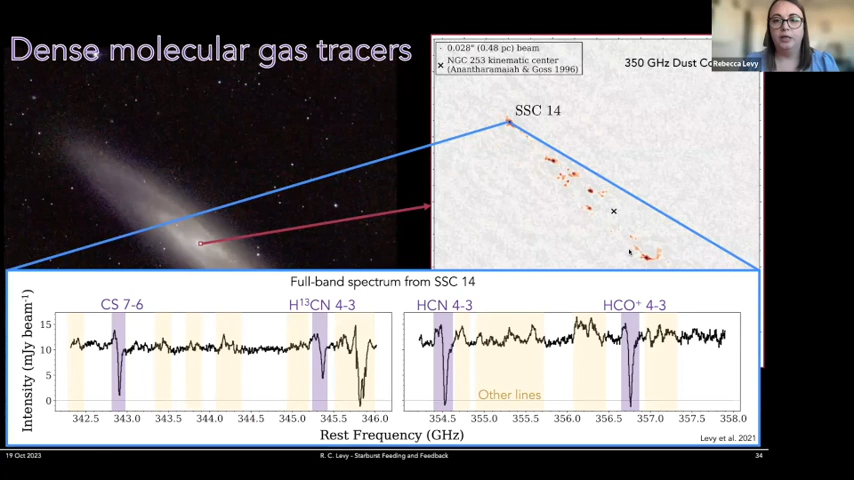 Dense molecular gas tracers
0.028" (0.48 pc) beam
× NGC 253 kinematic center
(Anantharamaiah & Goss 1996)
350 GHz Dust
Rebecca Levy
SSC 14
×
Full-band spectrum from SSC 14
CS 7-6
H¹³CN 4-3
HCN 4-3
HCO⁺ 4-3
Intensity (mJy beam⁻¹)
15
10
5
0
Other lines
342.5 343.0 343.5 344.0 344.5 345.0 345.5 346.0
354.5 355.0 355.5 356.0 356.5 357.0 357.5 358.0
Rest Frequency (GHz)
Levy et al. 2021
19 Oct 2023
R. C. Levy - Starburst Feeding and Feedback
34